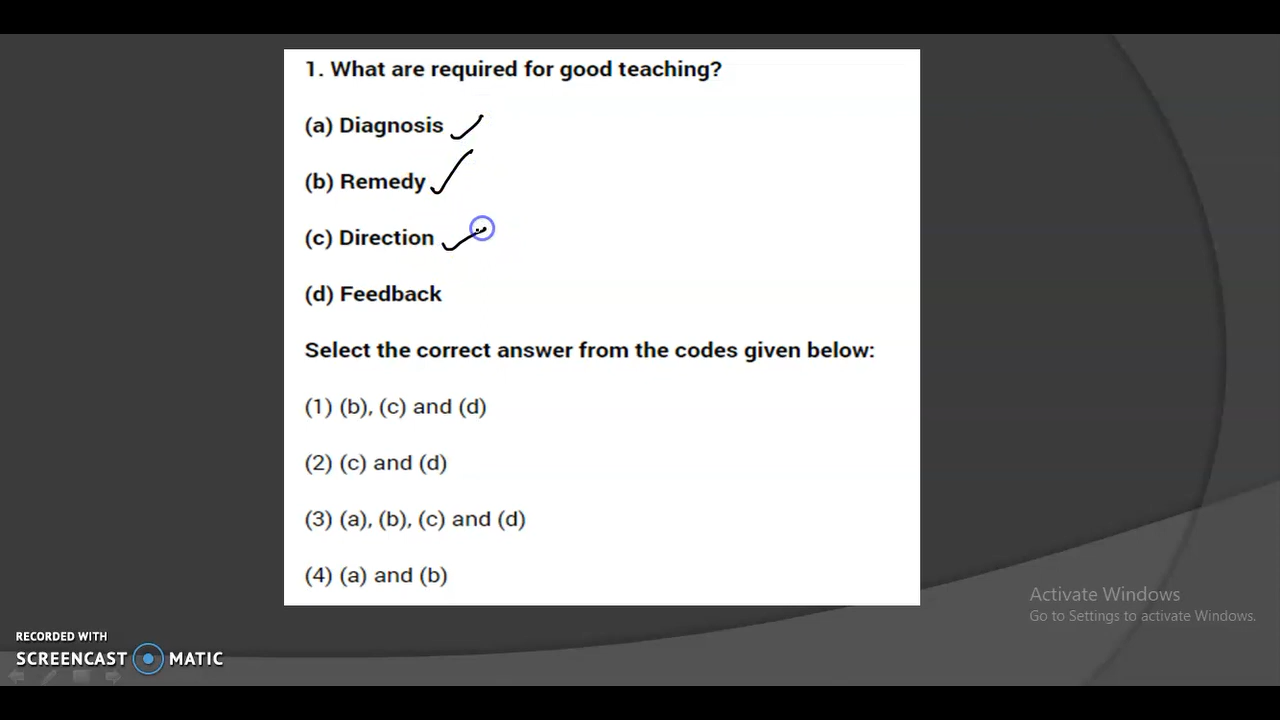 1. What are required for good teaching?
(a) Diagnosis
(b) Remedy
(c) Direction
(d) Feedback
Select the correct answer from the codes given below:
(1) (b), (c) and (d)
(2) (c) and (d)
(3) (a), (b), (c) and (d)
(4) (a) and (b)
Activate Windows
Go to Settings to activate Windows.
RECORDED WITH
SCREENCAST MATIC